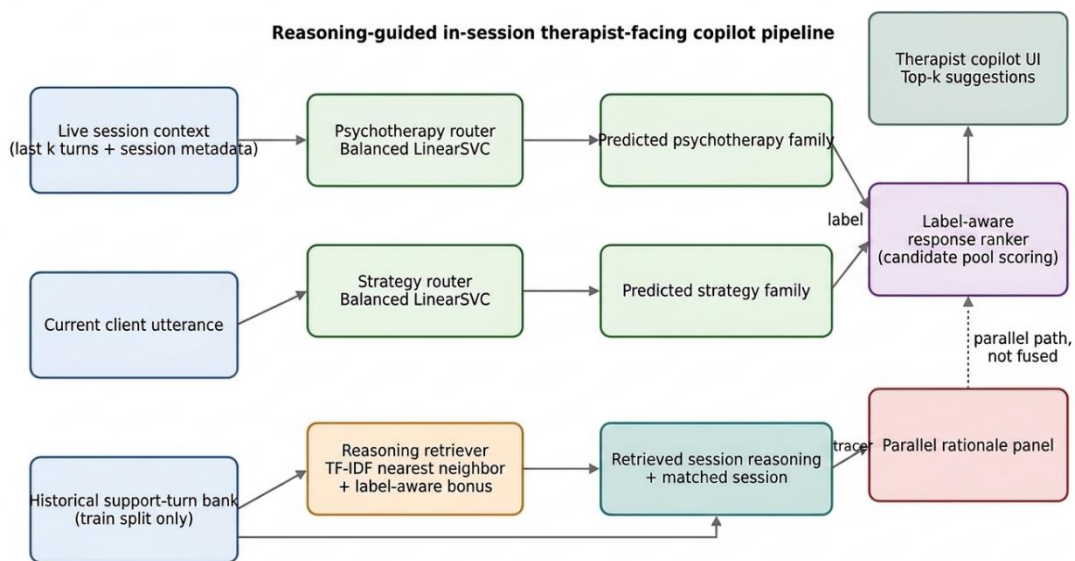 Reasoning-guided in-session therapist-facing copilot pipeline
Therapist copilot UI
Top-k suggestions
Live session context
(last k turns + session metadata)
Psychotherapy router
Balanced LinearSVC
Predicted psychotherapy family
label
Label-aware
response ranker
(candidate pool scoring)
Current client utterance
Strategy router
Balanced LinearSVC
Predicted strategy family
parallel path,
not fused
Historical support-turn bank
(train split only)
Reasoning retriever
TF-IDF nearest neighbor
+ label-aware bonus
Retrieved session reasoning
+ matched session
tracer
Parallel rationale panel